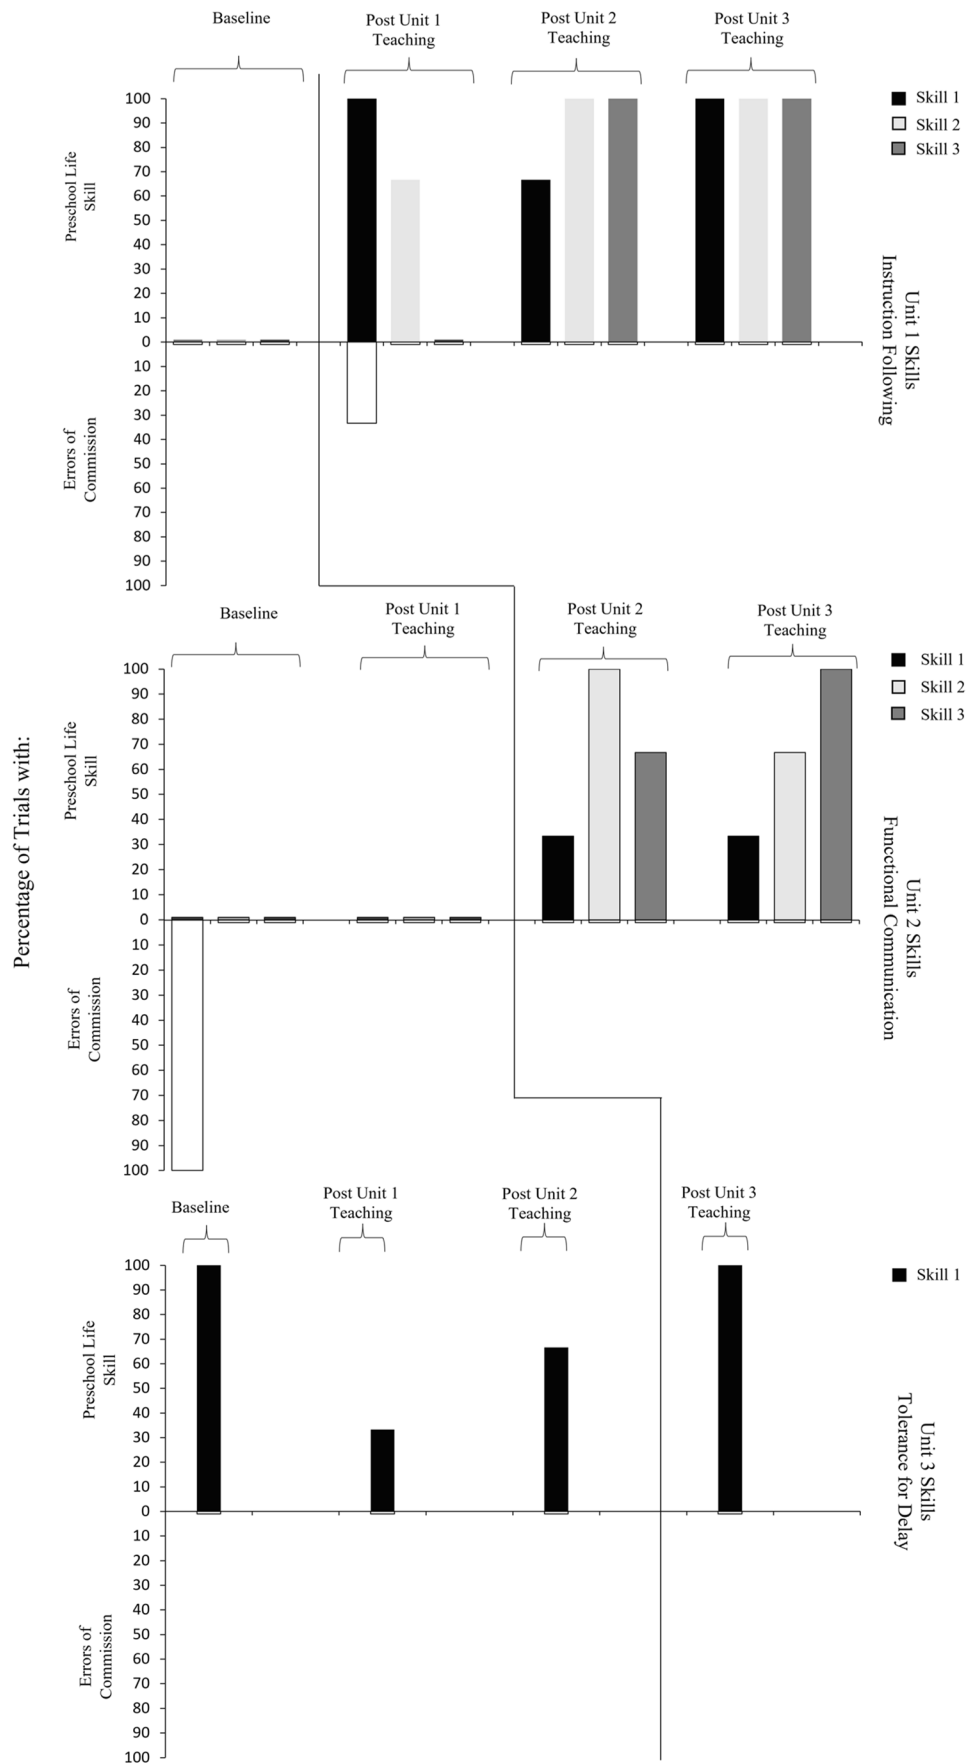 Baseline
Post Unit 1
Teaching
Post Unit 2
Teaching
Post Unit 3
Teaching
Skill 1
Skill 2
Skill 3
Preschool Life
Skill
100
90
80
70
60
50
40
30
20
10
0
10
20
30
40
50
60
70
80
90
100
Errors of
Commission
Unit 1 Skills
Instruction Following
Baseline
Post Unit 1
Teaching
Post Unit 2
Teaching
Post Unit 3
Teaching
Skill 1
Skill 2
Skill 3
Percentage of Trials with:
Preschool Life
Skill
100
90
80
70
60
50
40
30
20
10
0
10
20
30
40
50
60
70
80
90
100
Errors of
Commission
Unit 2 Skills
Funcctional Communication
Baseline
Post Unit 1
Teaching
Post Unit 2
Teaching
Post Unit 3
Teaching
Skill 1
Preschool Life
Skill
100
90
80
70
60
50
40
30
20
10
0
10
20
30
40
50
60
70
80
90
100
Errors of
Commission
Unit 3 Skills
Tolerance for Delay